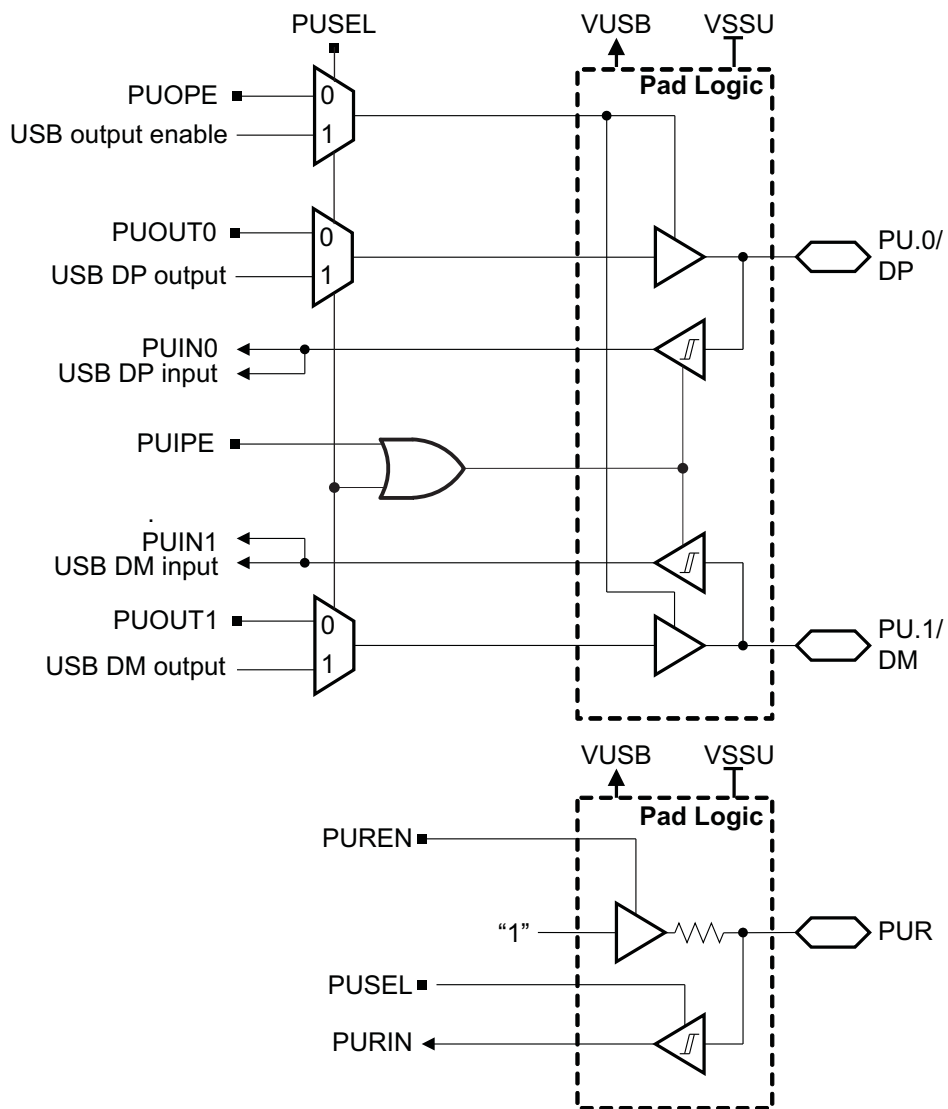 PUSEL
VUSB
VSSU
Pad Logic
PUOPE
0
USB output enable
1
PUOUT0
0
USB DP output
1
PU.0/
DP
PUIN0
USB DP input
PUIPE
.
PUIN1
USB DM input
PUOUT1
0
USB DM output
1
PU.1/
DM
VUSB
VSSU
Pad Logic
PUREN
“1”
PUR
PUSEL
PURIN